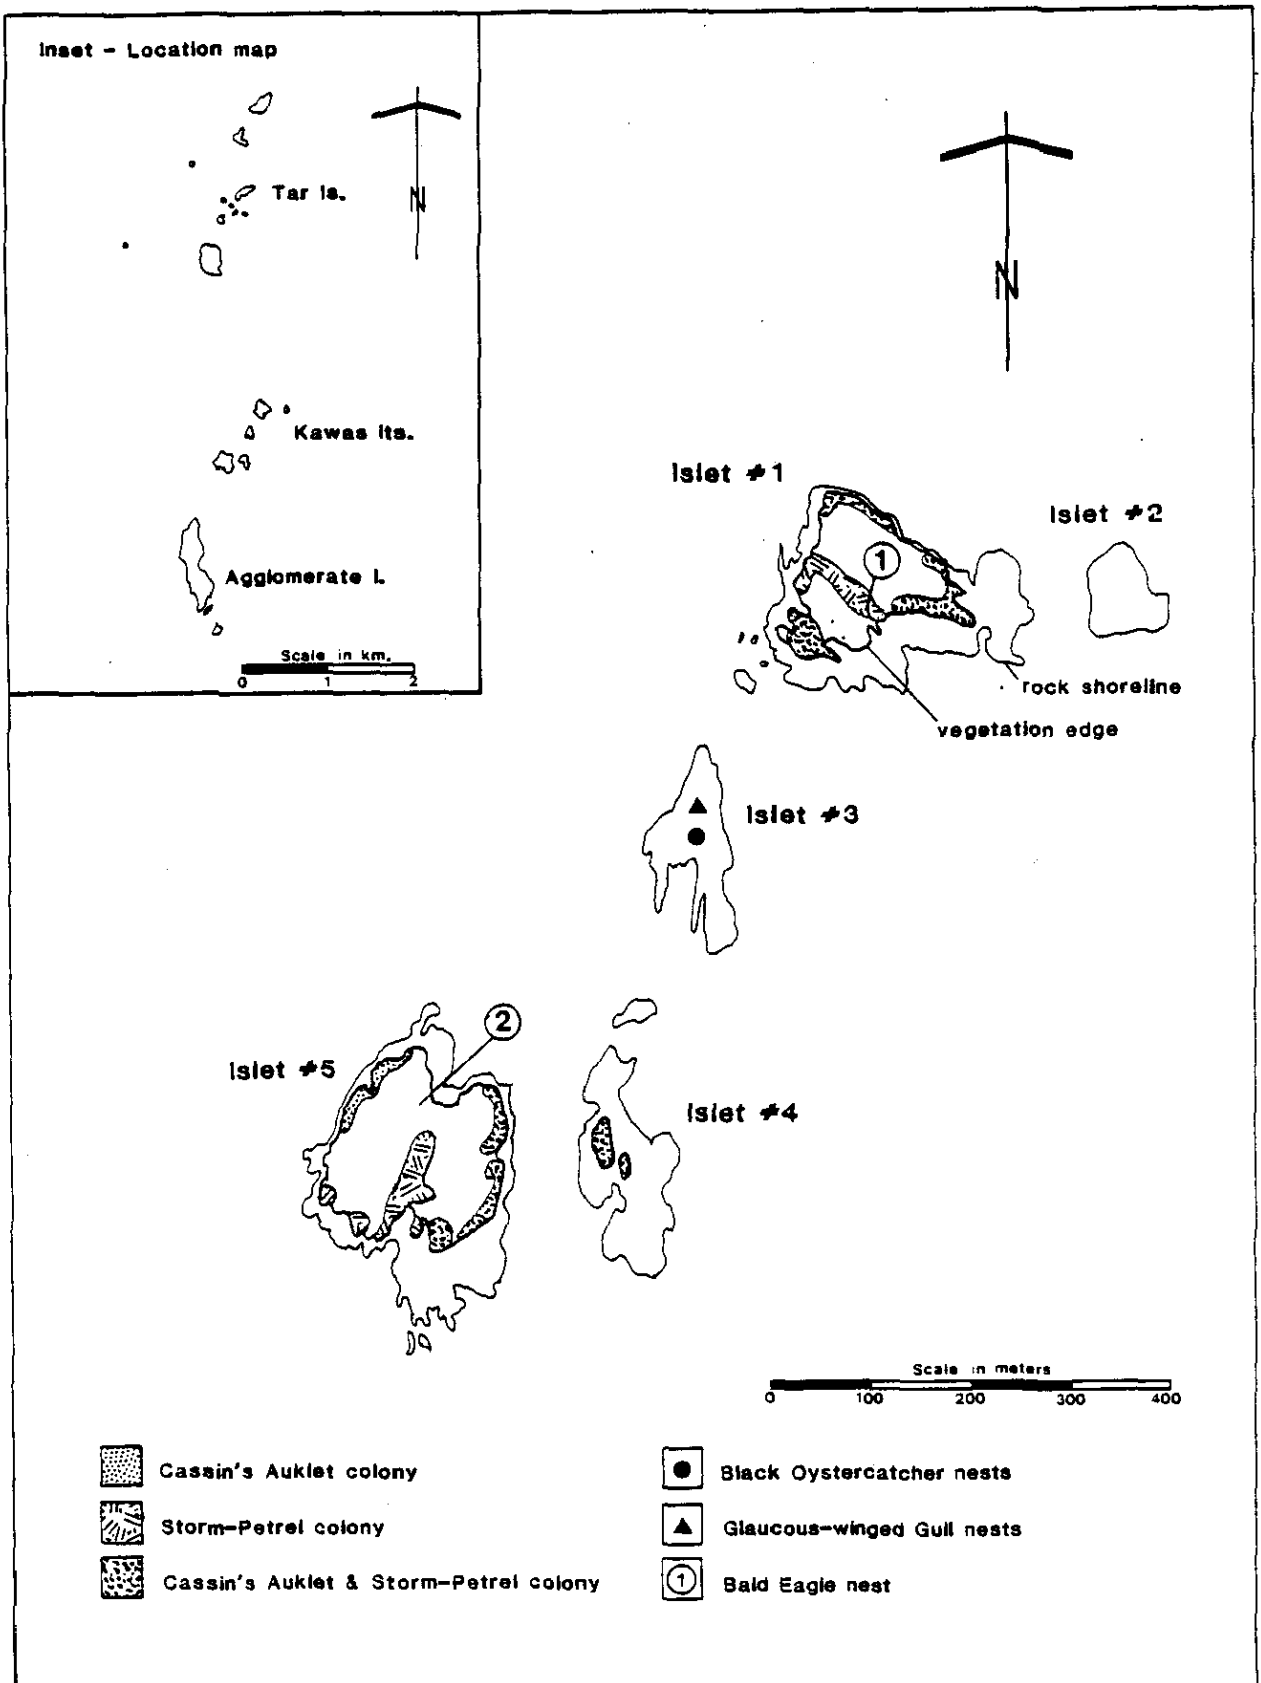 Inset - Location map
N
Tar Is.
Kawas Its.
Agglomerate I.
Scale in km.
0 1 2
N
Islet #1
Islet #2
1
rock shoreline
vegetation edge
Islet #3
2
Islet #5
Islet #4
Scale in meters
0 100 200 300 400
Cassin's Auklet colony
Storm-Petrel colony
Cassin's Auklet & Storm-Petrel colony
Black Oystercatcher nests
Glaucous-winged Gull nests
1 Bald Eagle nest